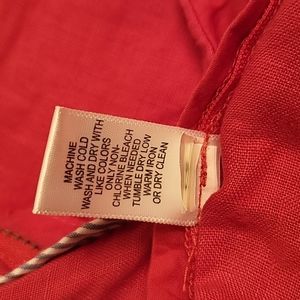 MACHINE
WASH COLD
WASH AND DRY WITH
LIKE COLORS
ONLY NON-
CHLORINE BLEACH
WHEN NEEDED
TUMBLE DRY LOW
WARM IRON
OR DRY CLEAN